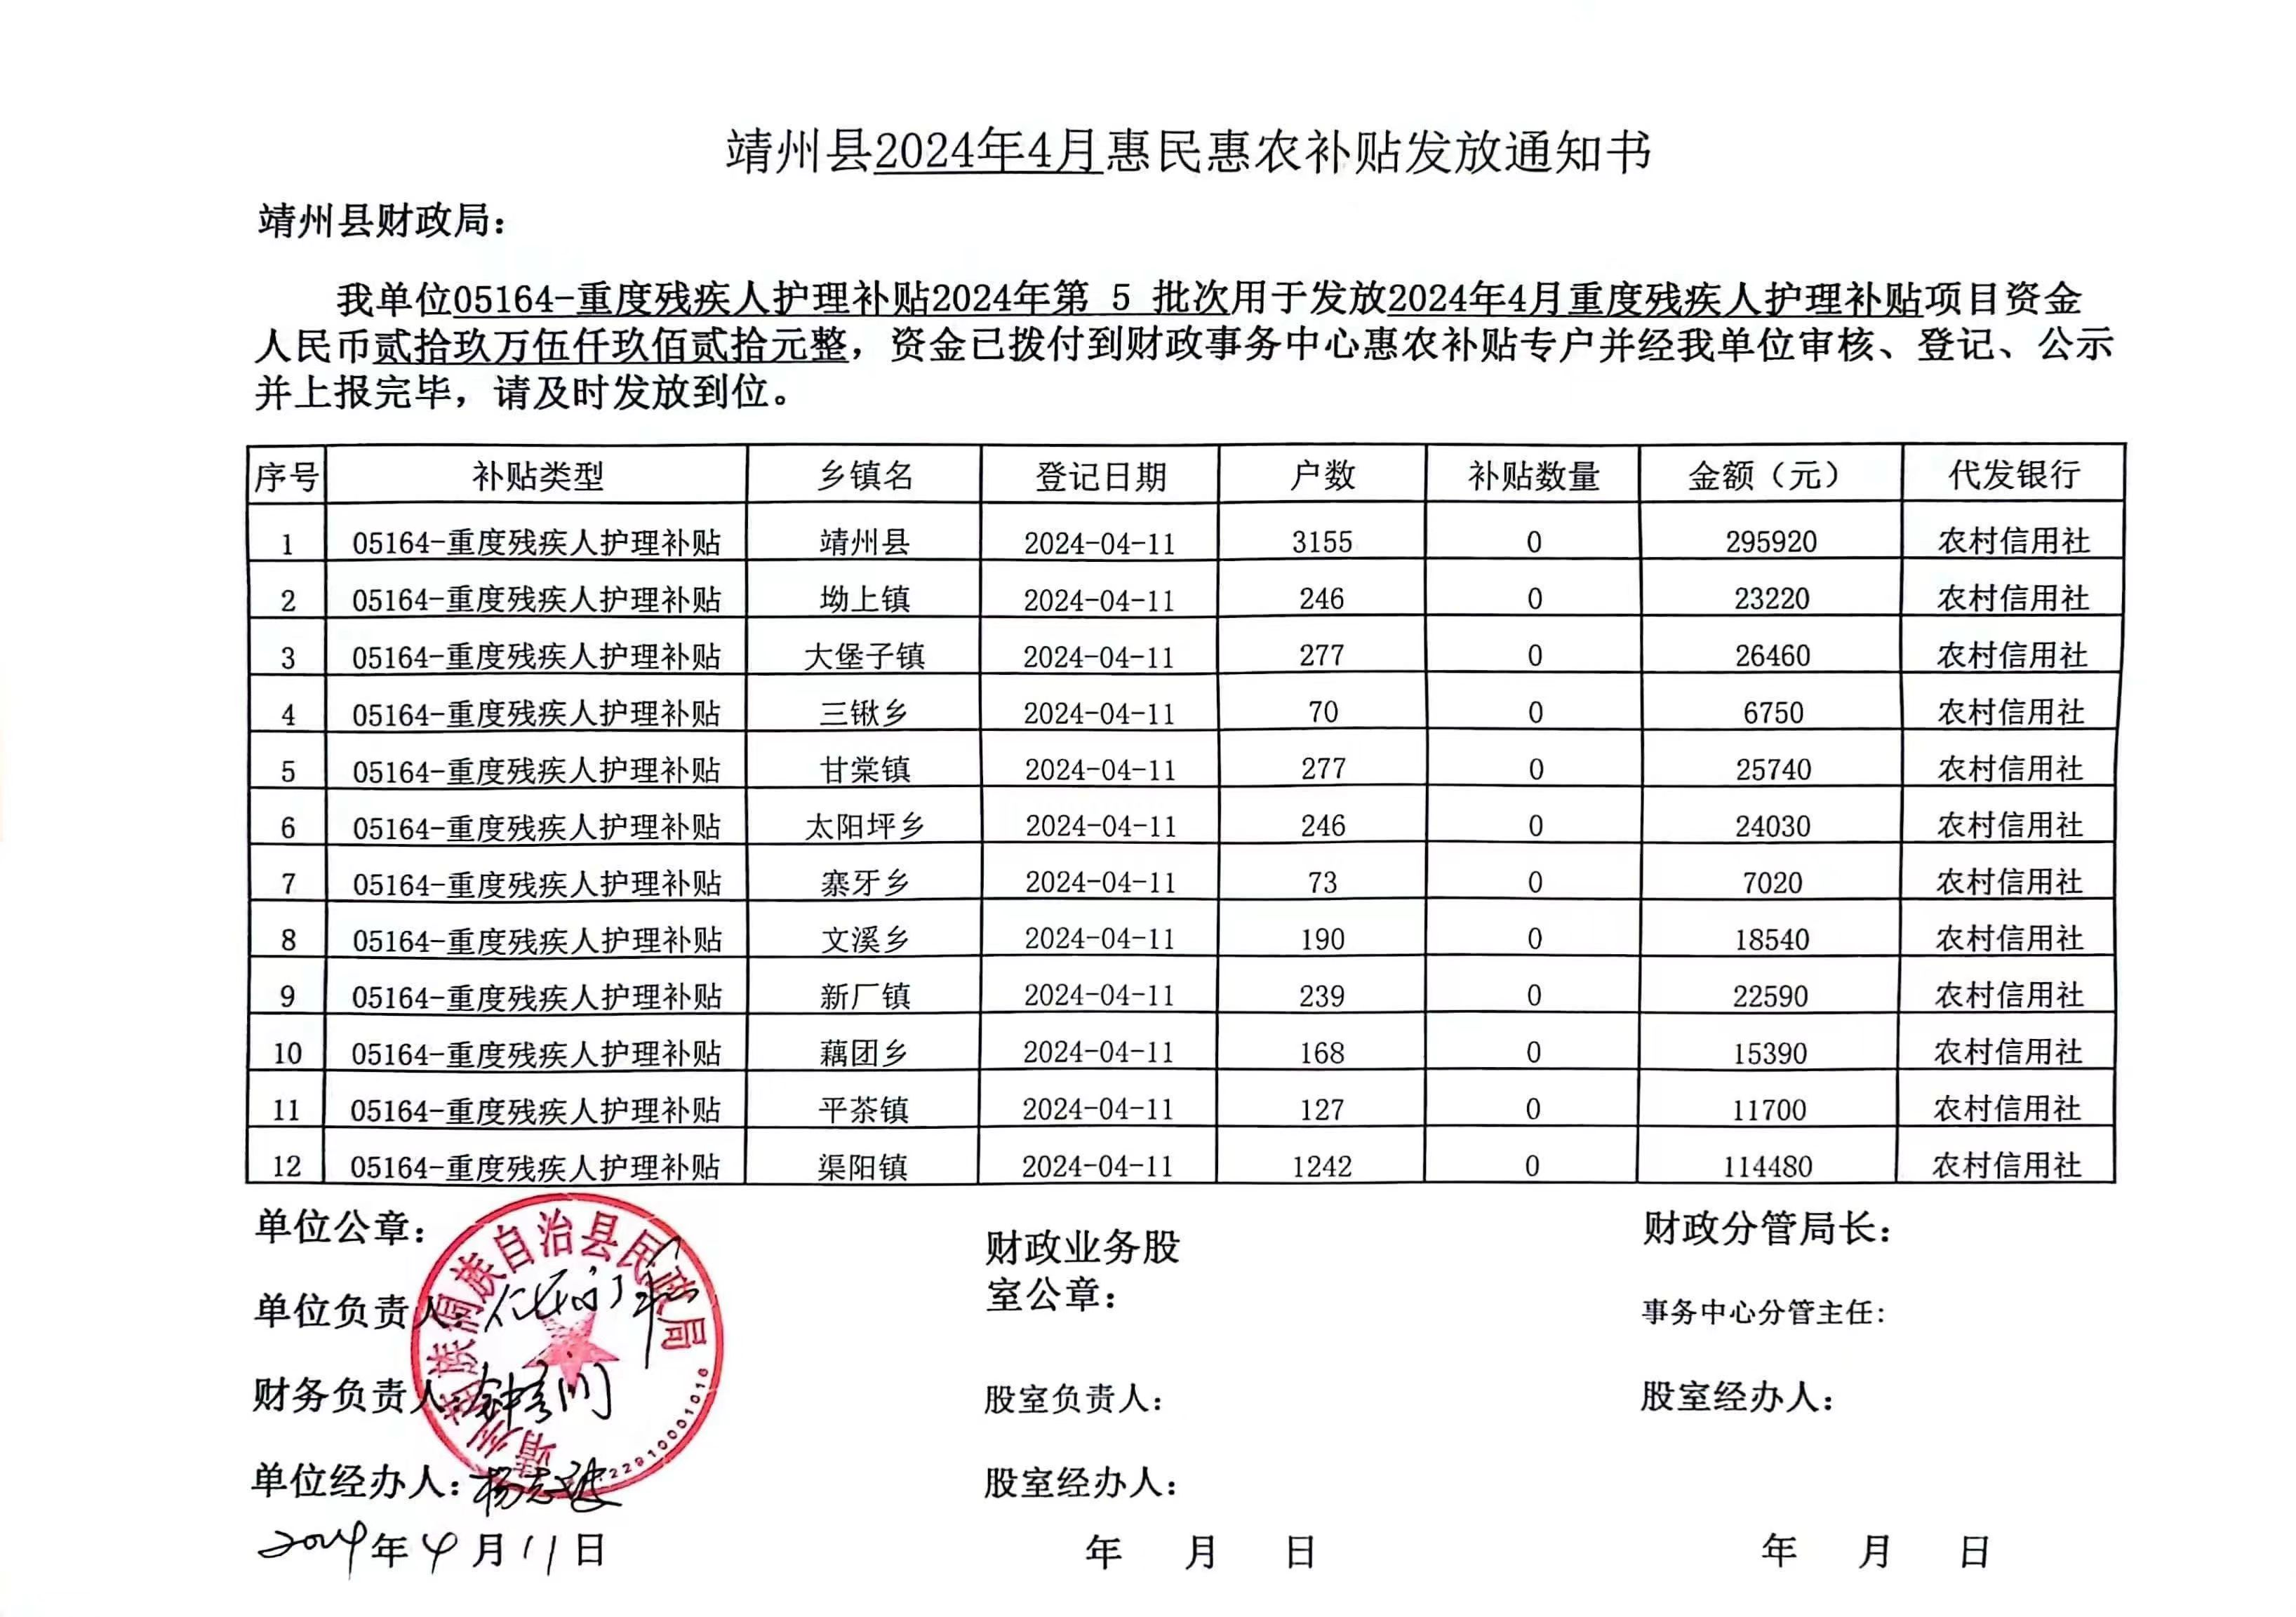 靖州县2024年4月惠民惠农补贴发放通知书
靖州县财政局：
我单位05164-重度残疾人护理补贴2024年第 5 批次用于发放2024年4月重度残疾人护理补贴项目资金
人民币贰拾玖万伍仟玖佰贰拾元整，资金已拨付到财政事务中心惠农补贴专户并经我单位审核、登记、公示
并上报完毕，请及时发放到位。
序号 补贴类型 乡镇名 登记日期 户数 补贴数量 金额（元） 代发银行
1 05164-重度残疾人护理补贴 靖州县 2024-04-11 3155 0 295920 农村信用社
2 05164-重度残疾人护理补贴 坳上镇 2024-04-11 246 0 23220 农村信用社
3 05164-重度残疾人护理补贴 大堡子镇 2024-04-11 277 0 26460 农村信用社
4 05164-重度残疾人护理补贴 三锹乡 2024-04-11 70 0 6750 农村信用社
5 05164-重度残疾人护理补贴 甘棠镇 2024-04-11 277 0 25740 农村信用社
6 05164-重度残疾人护理补贴 太阳坪乡 2024-04-11 246 0 24030 农村信用社
7 05164-重度残疾人护理补贴 寨牙乡 2024-04-11 73 0 7020 农村信用社
8 05164-重度残疾人护理补贴 文溪乡 2024-04-11 190 0 18540 农村信用社
9 05164-重度残疾人护理补贴 新厂镇 2024-04-11 239 0 22590 农村信用社
10 05164-重度残疾人护理补贴 藕团乡 2024-04-11 168 0 15390 农村信用社
11 05164-重度残疾人护理补贴 平茶镇 2024-04-11 127 0 11700 农村信用社
12 05164-重度残疾人护理补贴 渠阳镇 2024-04-11 1242 0 114480 农村信用社
单位公章：
单位负责人：
财务负责人：
单位经办人：
2024年4月11日
靖州苗族侗族自治县民政局
财政业务股
室公章：
股室负责人：
股室经办人：
年 月 日
财政分管局长：
事务中心分管主任：
股室经办人：
年 月 日